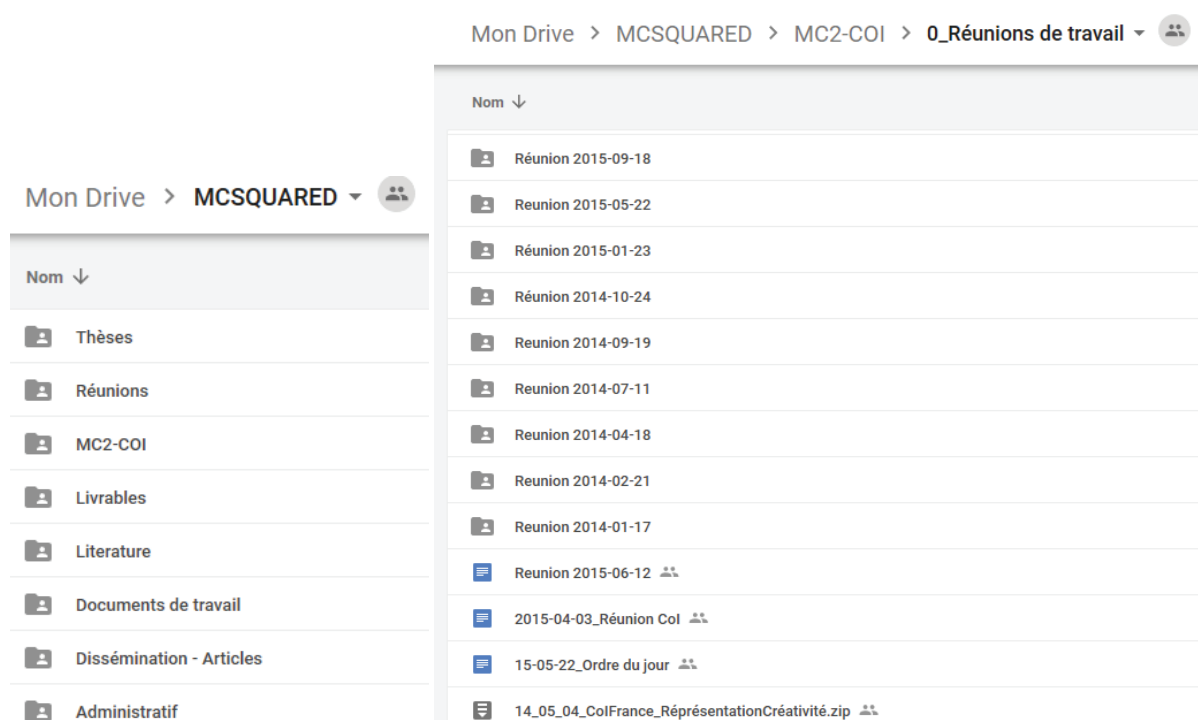 Mon Drive > MCSQUARED
Nom ↓
Thèses
Réunions
MC2-COI
Livrables
Literature
Documents de travail
Dissémination - Articles
Administratif
Mon Drive > MCSQUARED > MC2-COI > 0_Réunions de travail
Nom ↓
Réunion 2015-09-18
Reunion 2015-05-22
Réunion 2015-01-23
Réunion 2014-10-24
Reunion 2014-09-19
Reunion 2014-07-11
Reunion 2014-04-18
Reunion 2014-02-21
Reunion 2014-01-17
Reunion 2015-06-12
2015-04-03_Réunion CoI
15-05-22_Ordre du jour
14_05_04_CoIFrance_RéprésentationCréativité.zip